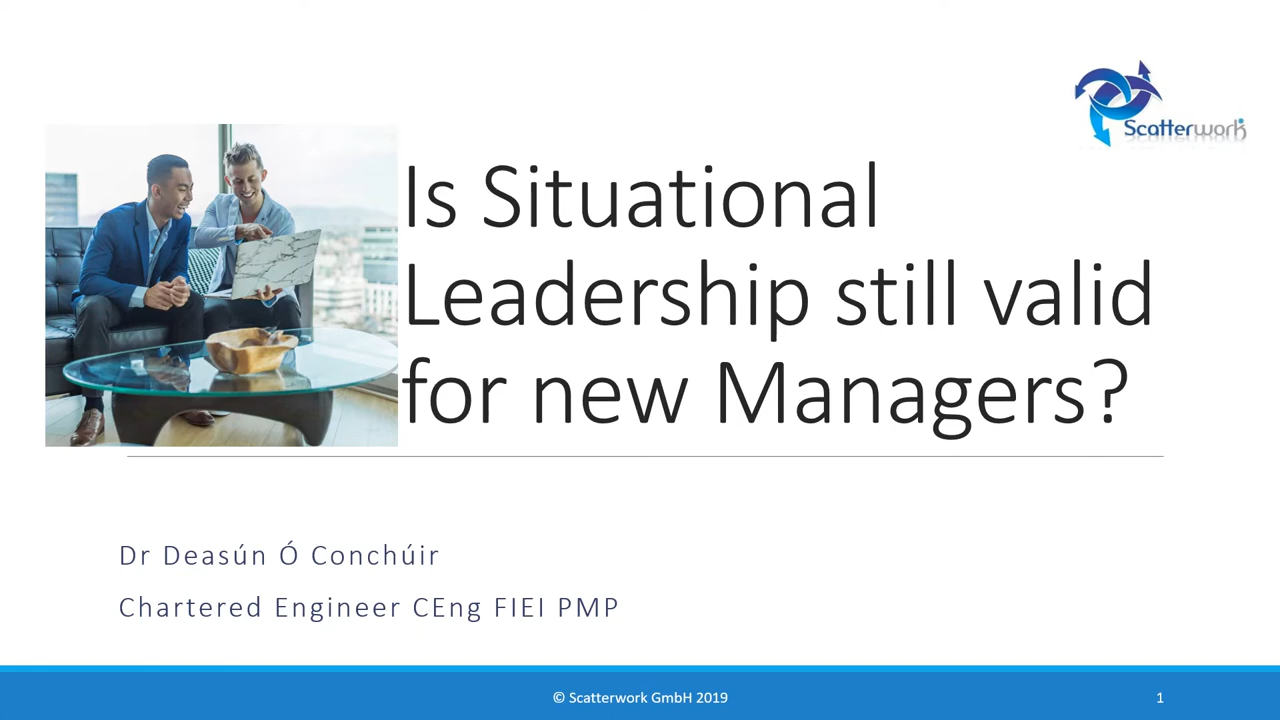 Scatterwork
Is Situational
Leadership still valid
for new Managers?
Dr Deasún Ó Conchúir
Chartered Engineer CEng FIEI PMP
© Scatterwork GmbH 2019
1